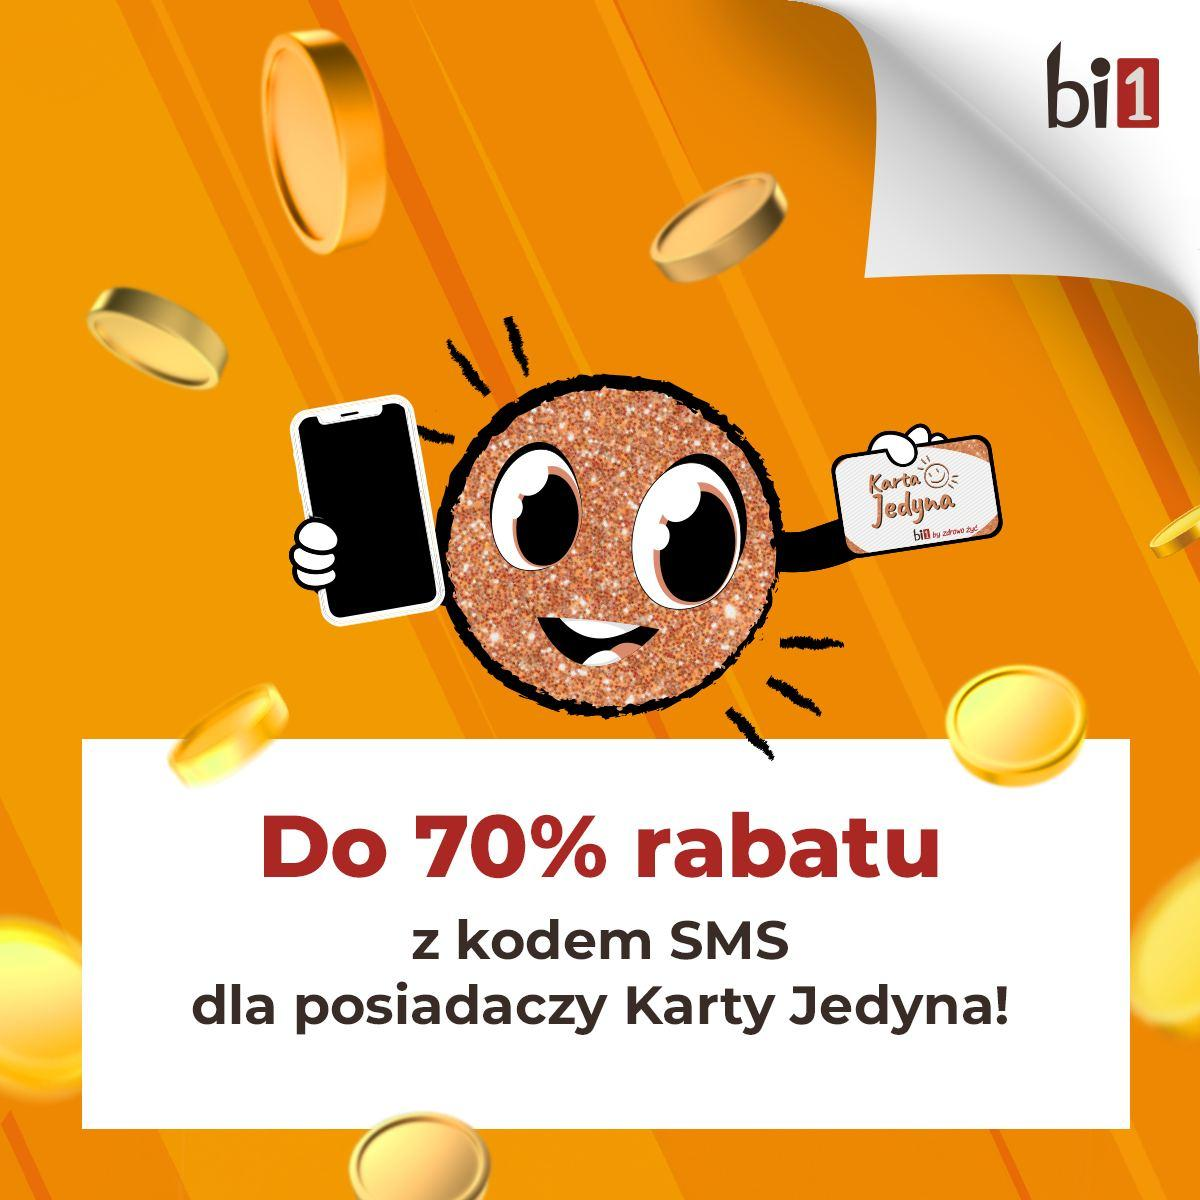 bi1
Karta
Jedyna
bi1 by zdrowo żyć
Do 70% rabatu
z kodem SMS
dla posiadaczy Karty Jedyna!